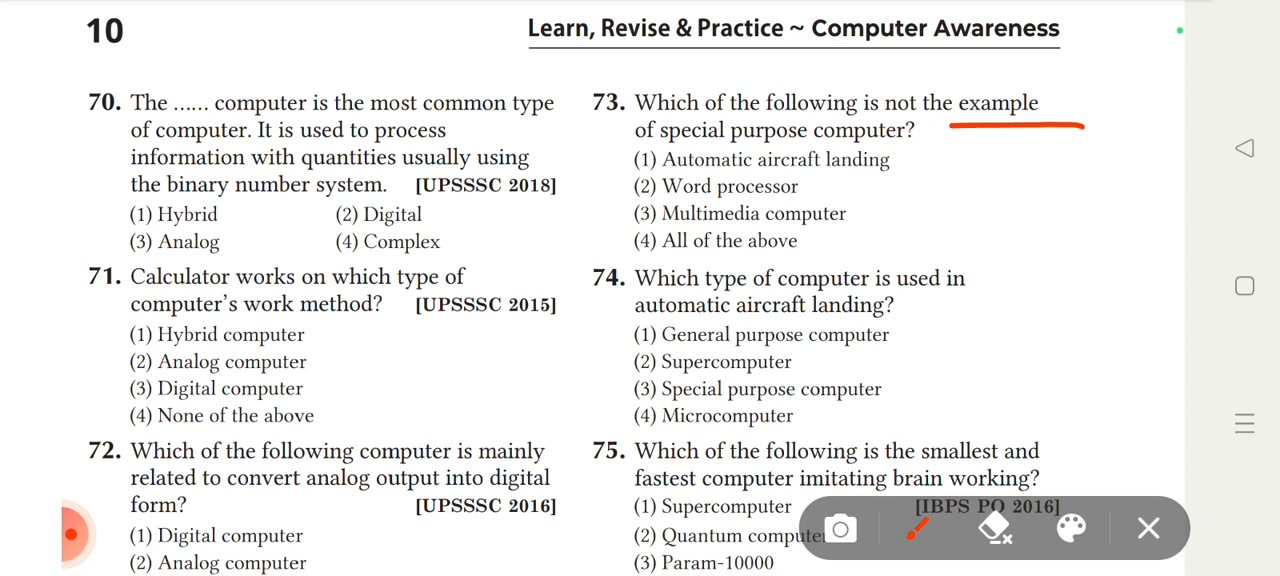 10
Learn, Revise & Practice ~ Computer Awareness
70. The ...... computer is the most common type
of computer. It is used to process
information with quantities usually using
the binary number system. [UPSSSC 2018]
(1) Hybrid (2) Digital
(3) Analog (4) Complex
71. Calculator works on which type of
computer's work method? [UPSSSC 2015]
(1) Hybrid computer
(2) Analog computer
(3) Digital computer
(4) None of the above
72. Which of the following computer is mainly
related to convert analog output into digital
form? [UPSSSC 2016]
(1) Digital computer
(2) Analog computer
73. Which of the following is not the example
of special purpose computer?
(1) Automatic aircraft landing
(2) Word processor
(3) Multimedia computer
(4) All of the above
74. Which type of computer is used in
automatic aircraft landing?
(1) General purpose computer
(2) Supercomputer
(3) Special purpose computer
(4) Microcomputer
75. Which of the following is the smallest and
fastest computer imitating brain working?
[IBPS PO 2016]
(1) Supercomputer
(2) Quantum compute
(3) Param-10000